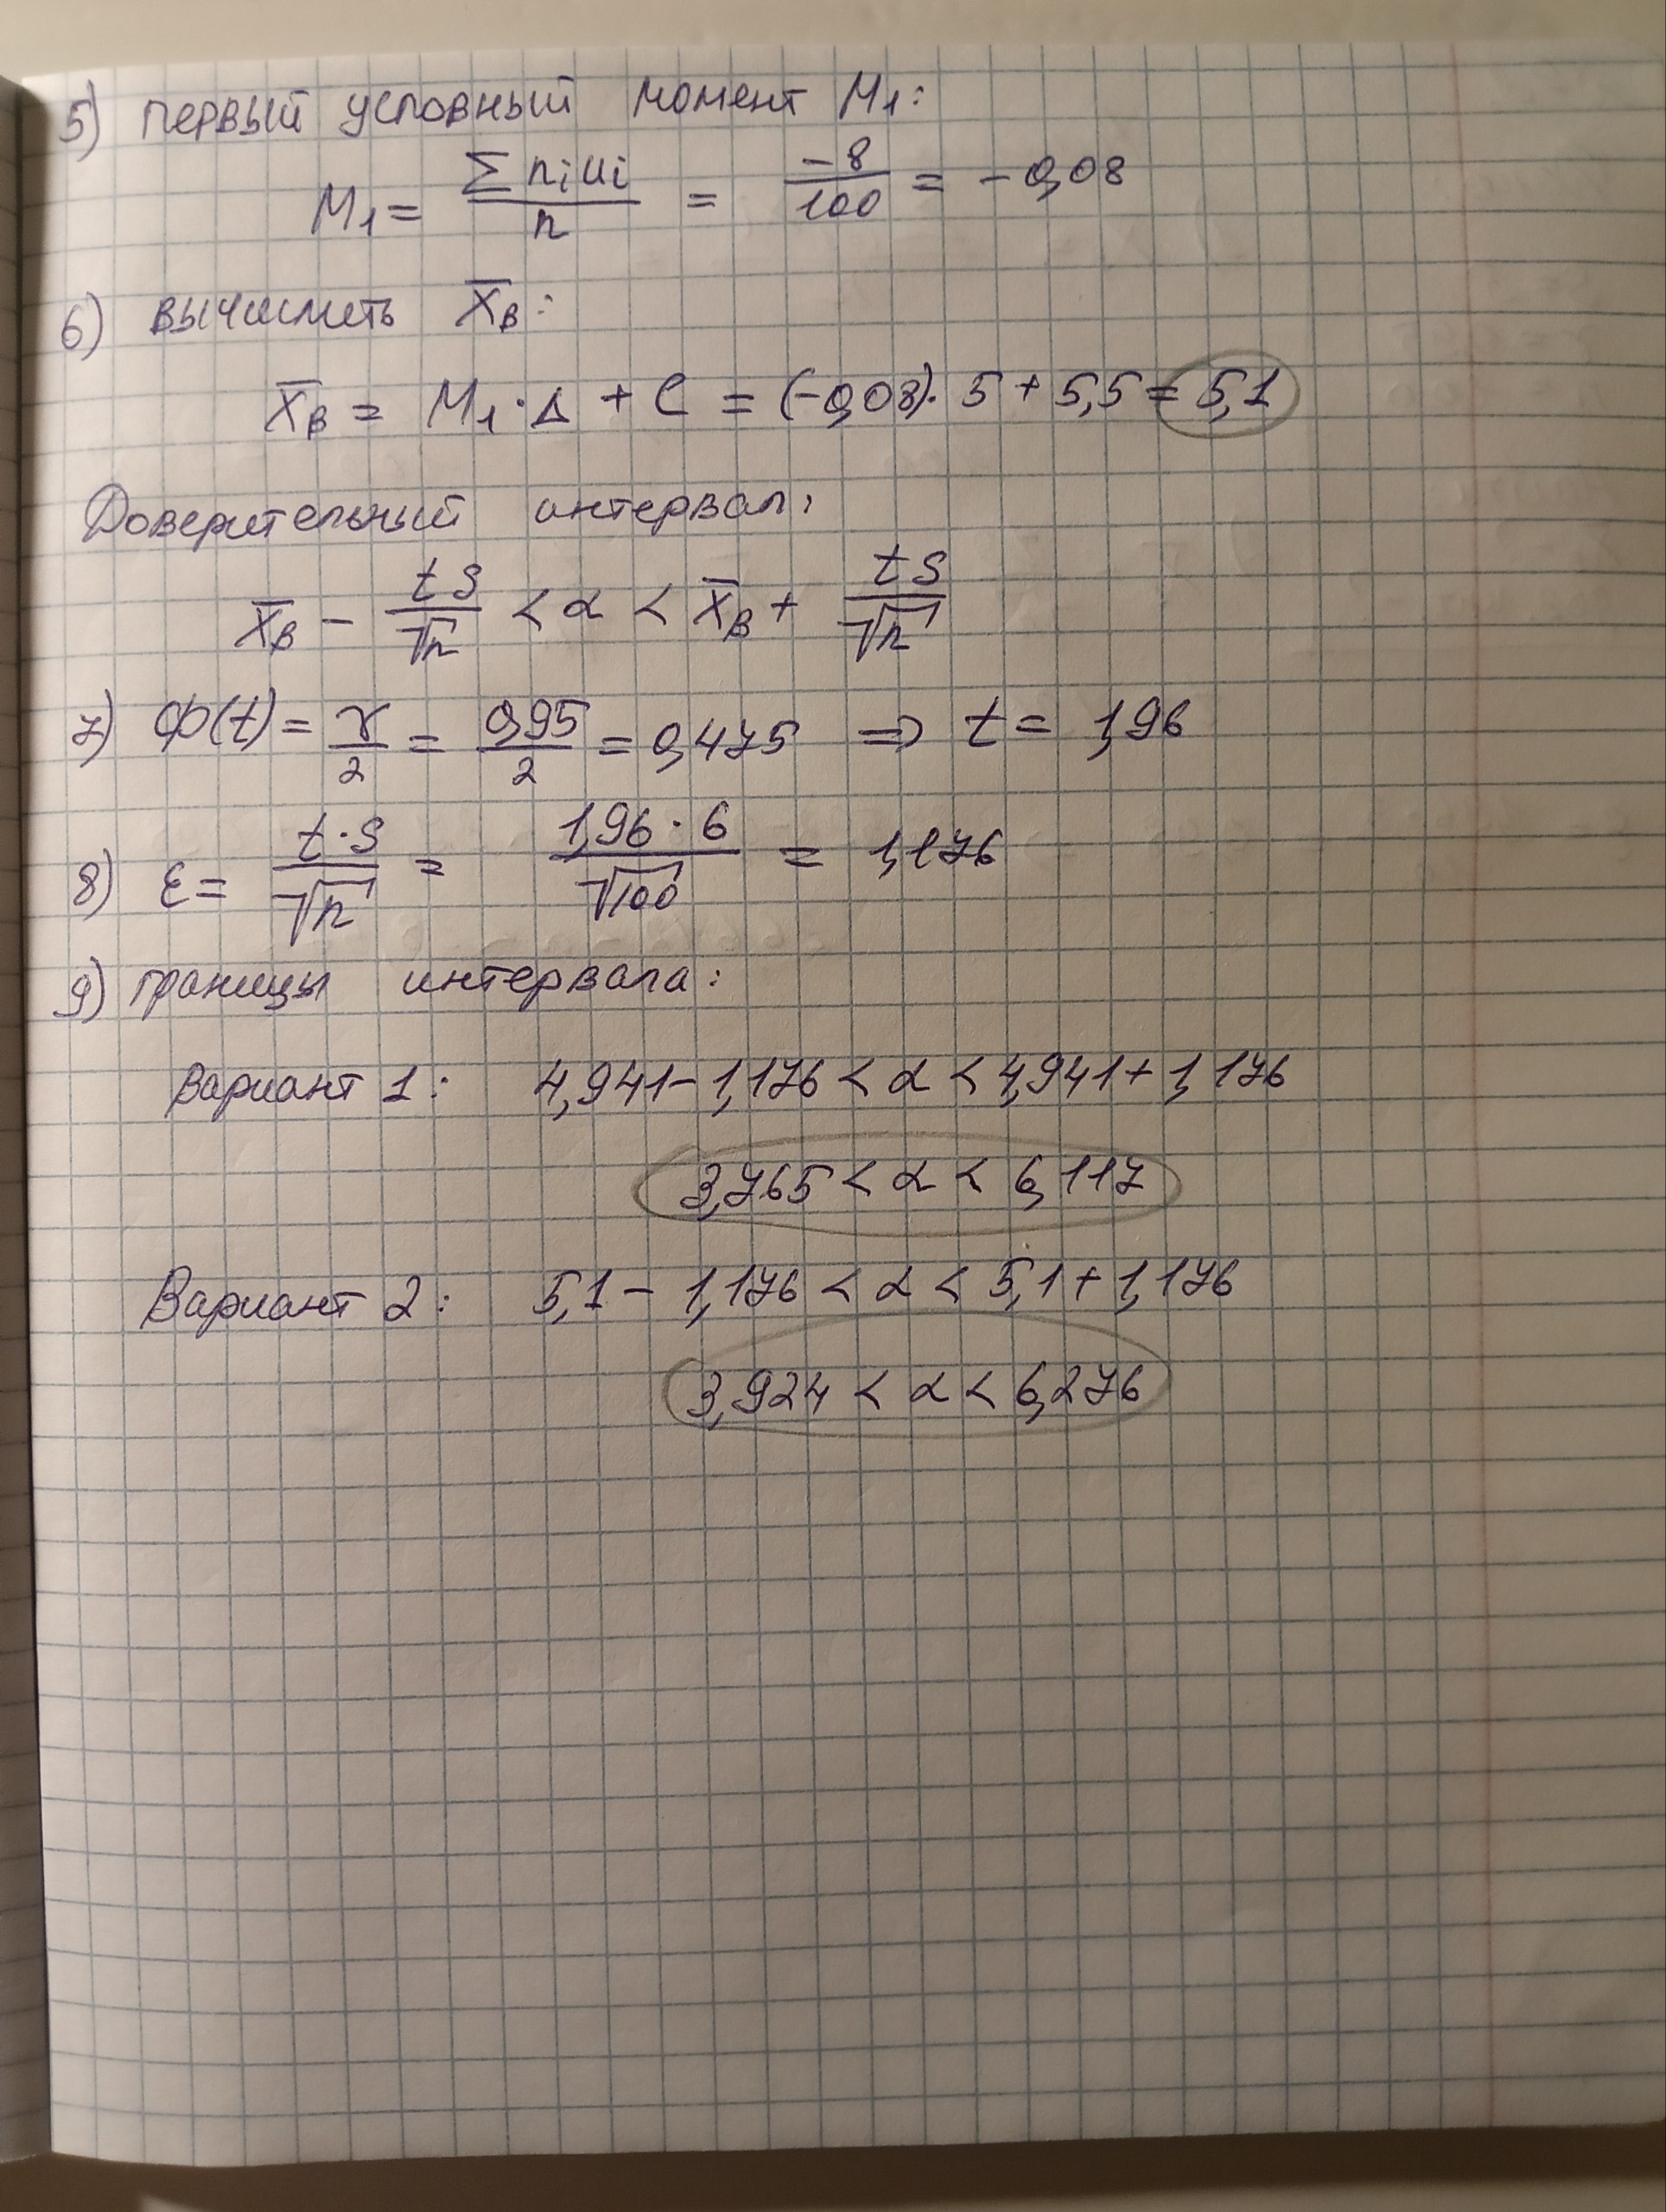 5) первый условный момент M₁:
M₁ = Σ nᵢuᵢ / n = -8 / 100 = -0,08
6) вычислить X̅в:
X̅в = M₁·Δ + C = (-0,08)·5 + 5,5 = 5,1
Доверительный интервал:
X̅в - tS/√n < α < X̅в + tS/√n
7) Ф(t) = γ/2 = 0,95/2 = 0,475 ⇒ t = 1,96
8) ε = t·S/√n = 1,96·6/√100 = 1,176
9) границы интервала:
Вариант 1: 4,941 - 1,176 < α < 4,941 + 1,176
3,765 < α < 6,117
Вариант 2: 5,1 - 1,176 < α < 5,1 + 1,176
3,924 < α < 6,276